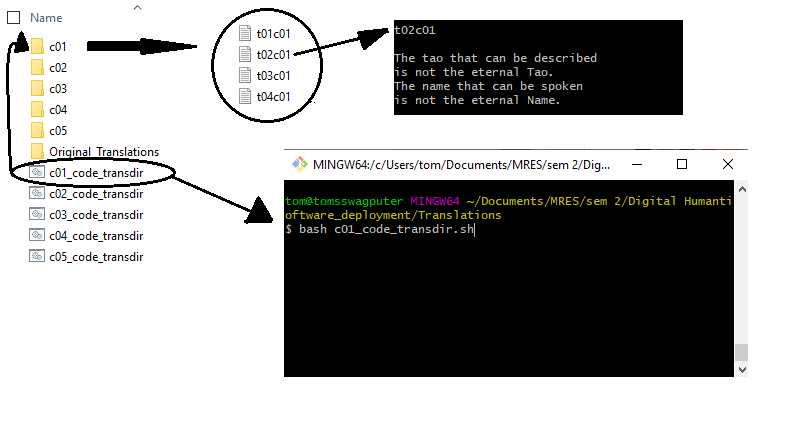 Name
c01
c02
c03
c04
c05
Original_Translations
c01_code_transdir
c02_code_transdir
c03_code_transdir
c04_code_transdir
c05_code_transdir
t01c01
t02c01
t03c01
t04c01
t02c01
The tao that can be described
is not the eternal Tao.
The name that can be spoken
is not the eternal Name.
MINGW64:/c/Users/tom/Documents/MRES/sem 2/Dig...
tom@tomsswagputer MINGW64 ~/Documents/MRES/sem 2/Digital Humanti
oftware_deployment/Translations
$ bash c01_code_transdir.sh